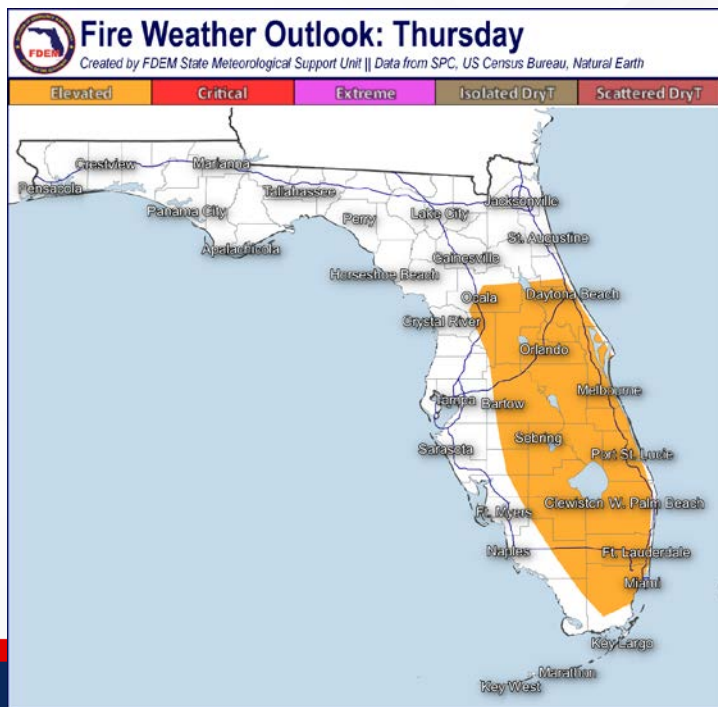 FDEM
Fire Weather Outlook: Thursday
Created by FDEM State Meteorological Support Unit || Data from SPC, US Census Bureau, Natural Earth
Elevated Critical Extreme Isolated DryT Scattered DryT
Crestview Marianna
Pensacola Tallahassee Jacksonville
Panama City Perry Lake City
Apalachicola St. Augustine
Gainesville
Horseshoe Beach
Ocala Daytona Beach
Crystal River
Orlando
Tampa Bartow Melbourne
Sebring
Sarasota Port St. Lucie
Ft. Myers Clewiston W. Palm Beach
Naples Ft. Lauderdale
Miami
Key Largo
Marathon
Key West